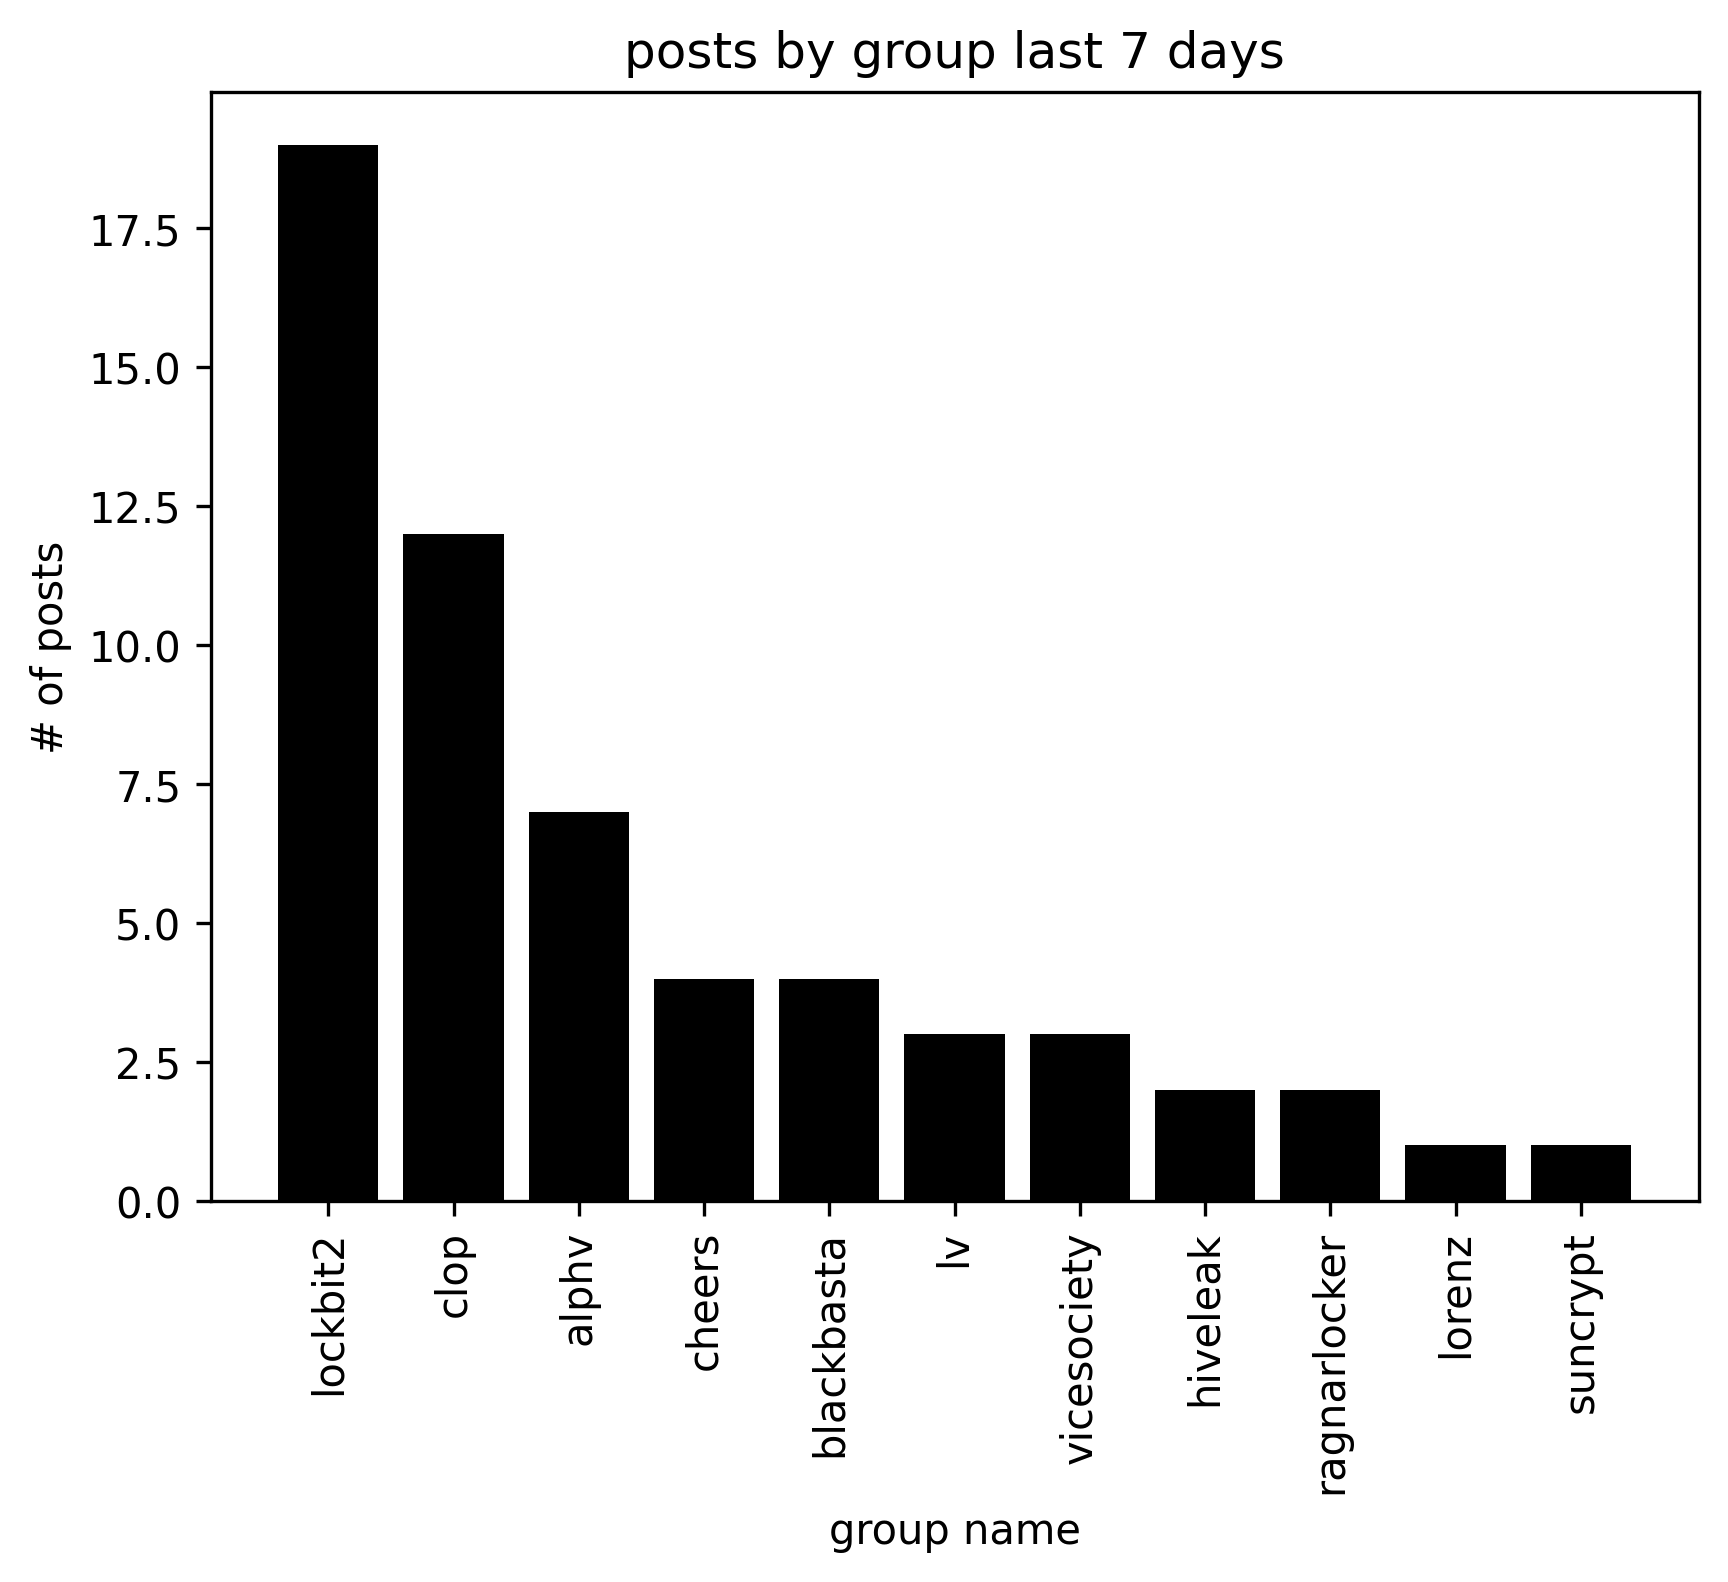 posts by group last 7 days
# of posts
17.5
15.0
12.5
10.0
7.5
5.0
2.5
0.0
lockbit2
clop
alphv
cheers
blackbasta
lv
vicesociety
hiveleak
ragnarlocker
lorenz
suncrypt
group name